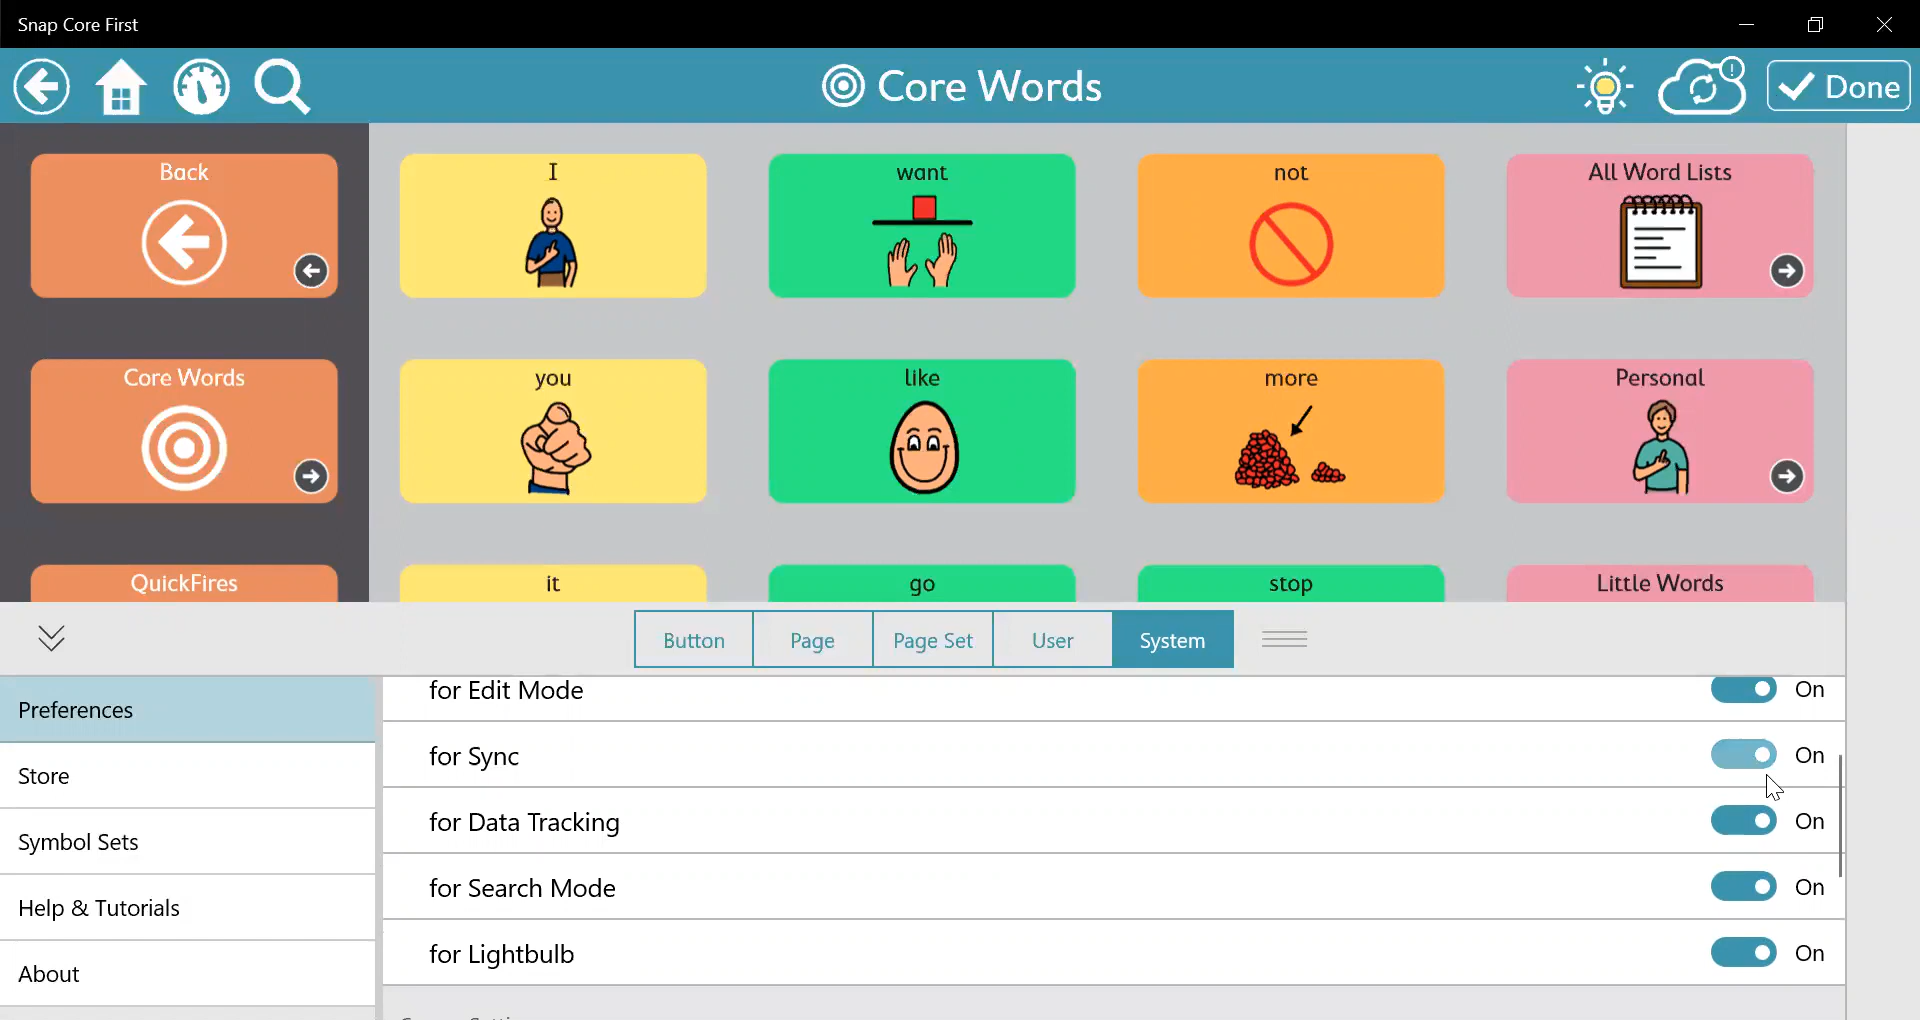 Snap Core First
Core Words
Done
Back
I
want
not
All Word Lists
Core Words
you
like
more
Personal
QuickFires
it
go
stop
Little Words
Button
Page
Page Set
User
System
Preferences
Store
Symbol Sets
Help & Tutorials
About
for Edit Mode
On
for Sync
On
for Data Tracking
On
for Search Mode
On
for Lightbulb
On